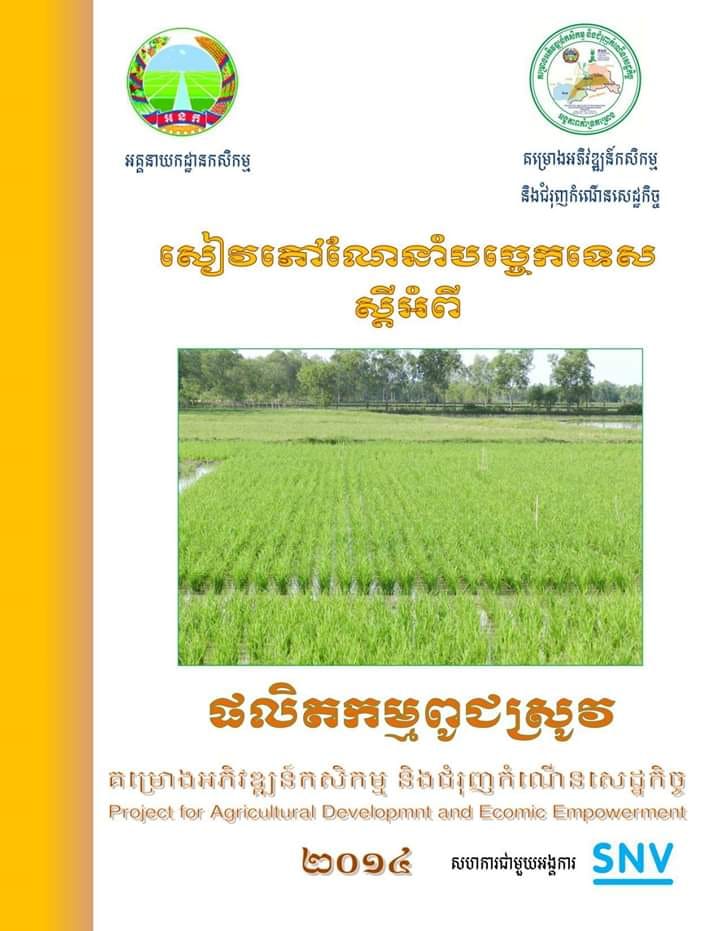 អ.ន.ក
អគ្គនាយកដ្ឋានកសិកម្ម
គម្រោងអភិវឌ្ឍន៍កសិកម្ម
និងជំរុញកំណើនសេដ្ឋកិច្ច
សៀវភៅណែនាំបច្ចេកទេស
ស្តីអំពី
ផលិតកម្មពូជស្រូវ
គម្រោងអភិវឌ្ឍន៍កសិកម្ម និងជំរុញកំណើនសេដ្ឋកិច្ច
Project for Agricultural Developmnt and Ecomic Empowerment
២០១៤ សហការជាមួយអង្គការ SNV